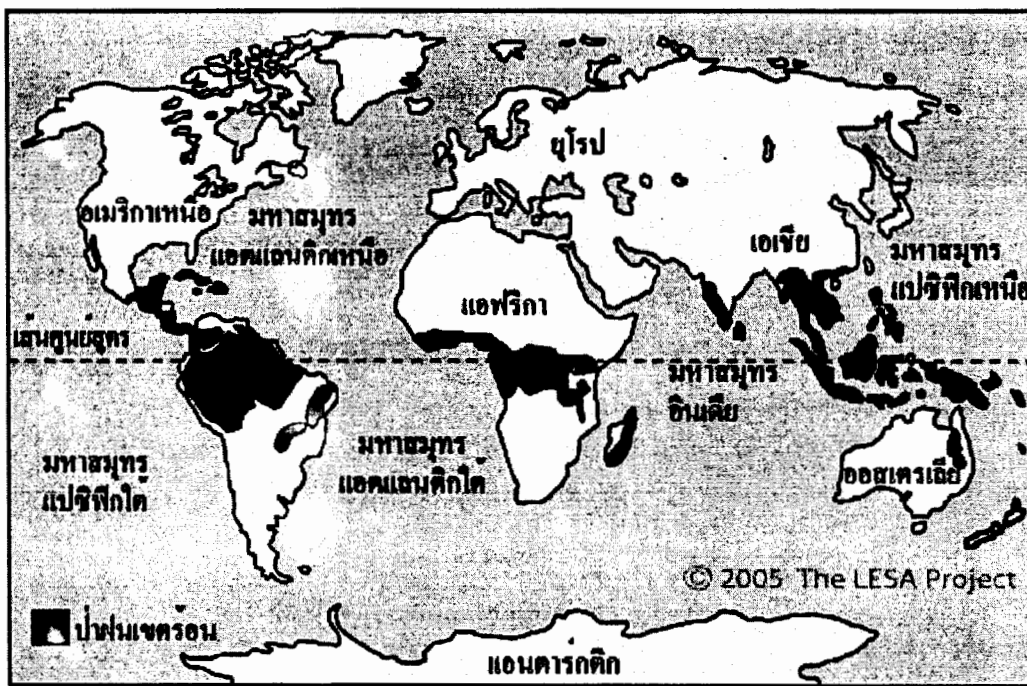 ยุโรป
อเมริกาเหนือ
มหาสมุทร
แอตแลนติกเหนือ
เอเชีย
มหาสมุทร
แปซิฟิกเหนือ
แอฟริกา
เส้นศูนย์สูตร
มหาสมุทร
อินเดีย
มหาสมุทร
แปซิฟิกใต้
มหาสมุทร
แอตแลนติกใต้
ออสเตรเลีย
© 2005 The LESA Project
ป่าฝนเขตร้อน
แอนตาร์กติก